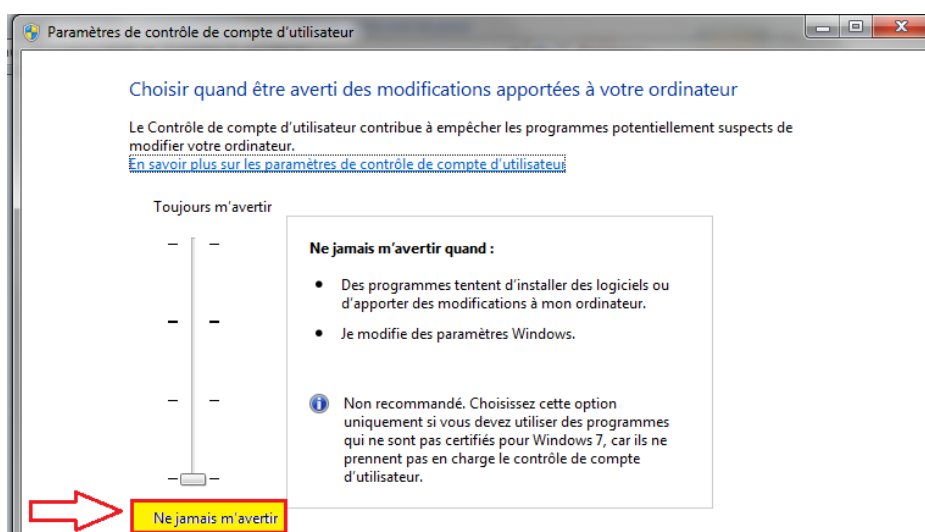 Paramètres de contrôle de compte d'utilisateur
Choisir quand être averti des modifications apportées à votre ordinateur
Le Contrôle de compte d'utilisateur contribue à empêcher les programmes potentiellement suspects de
modifier votre ordinateur.
En savoir plus sur les paramètres de contrôle de compte d'utilisateur
Toujours m'avertir
Ne jamais m'avertir quand :
Des programmes tentent d'installer des logiciels ou
d'apporter des modifications à mon ordinateur.
Je modifie des paramètres Windows.
Non recommandé. Choisissez cette option
uniquement si vous devez utiliser des programmes
qui ne sont pas certifiés pour Windows 7, car ils ne
prennent pas en charge le contrôle de compte
d'utilisateur.
Ne jamais m'avertir